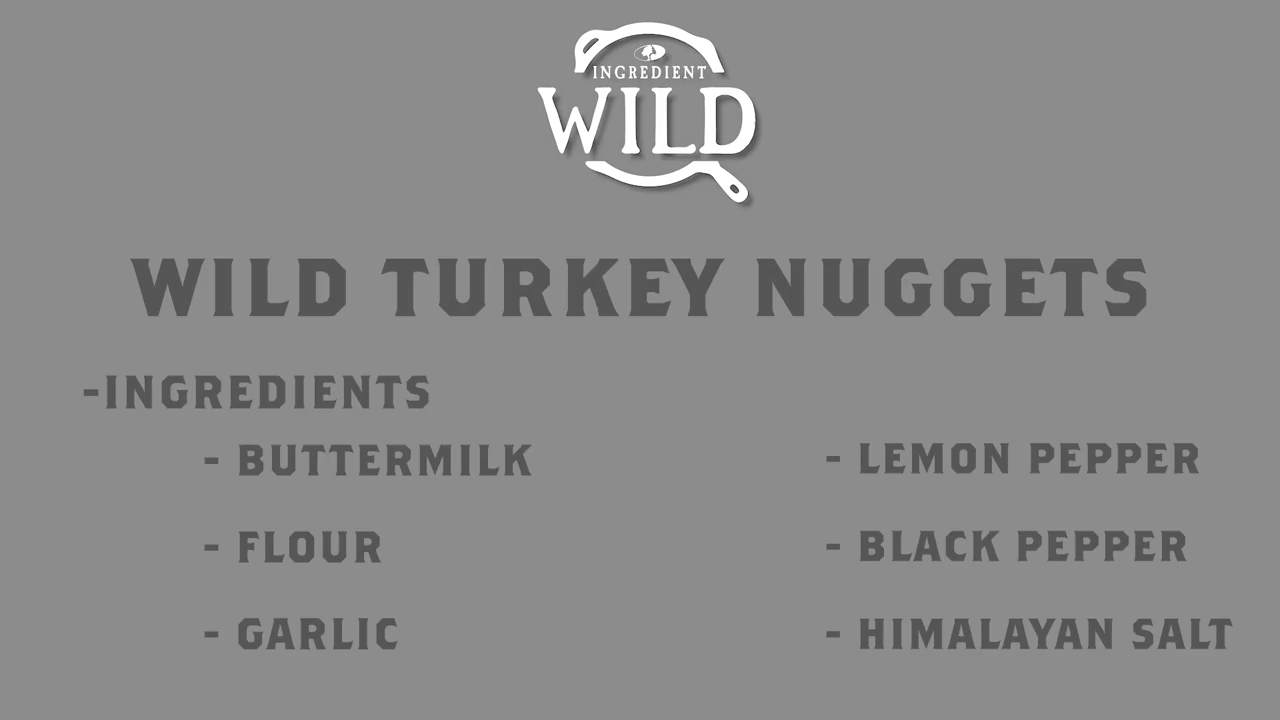 INGREDIENT
WILD
WILD TURKEY NUGGETS
-INGREDIENTS
- BUTTERMILK
- FLOUR
- GARLIC
- LEMON PEPPER
- BLACK PEPPER
- HIMALAYAN SALT